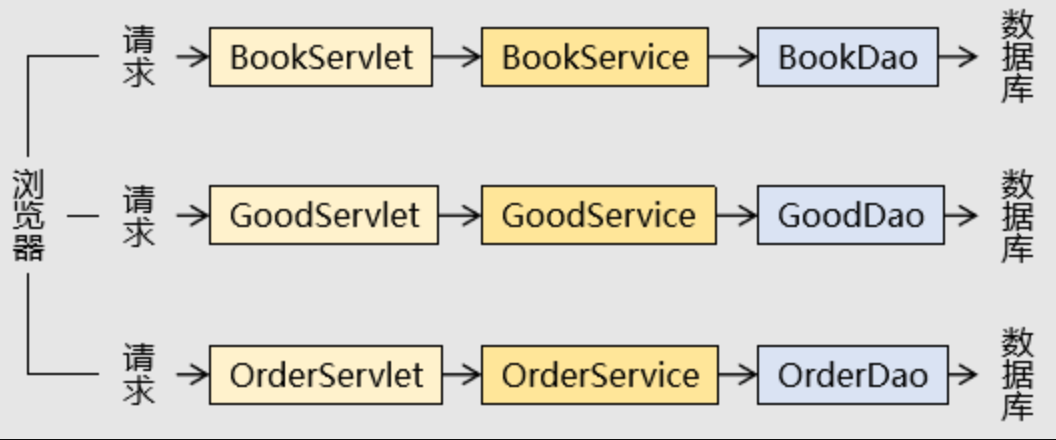 请求 BookServlet BookService BookDao 数据库
浏览器 请求 GoodServlet GoodService GoodDao 数据库
请求 OrderServlet OrderService OrderDao 数据库